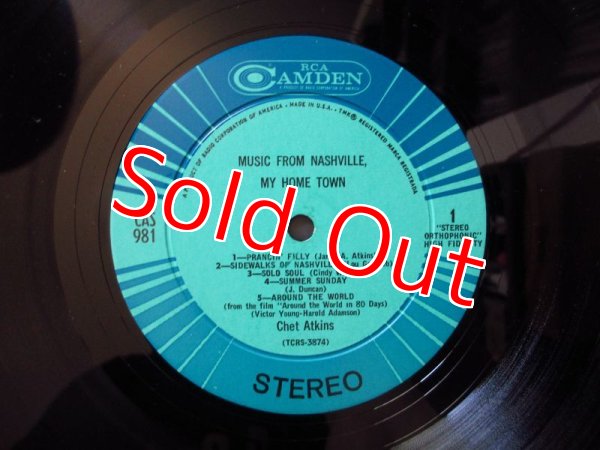 RCA
CAMDEN
A PRODUCT OF RADIO CORPORATION OF AMERICA
RADIO CORPORATION OF AMERICA • MADE IN U.S.A. • TMK(S)® REGISTERED MARCA REGISTRADA
MUSIC FROM NASHVILLE,
MY HOME TOWN
Sold Out
CAS
981
1
"STEREO
ORTHOPHONIC"
HIGH FIDELITY
1—PRANCIN' FILLY A. Atkins
2—SIDEWALKS OF NASHVILLE
3—SOLO SOUL (Cindy
4—SUMMER SUNDAY
(J. Duncan)
5—AROUND THE WORLD
(from the film "Around the World in 80 Days)
(Victor Young-Harold Adamson)
Chet Atkins
(TCRS-3874)
STEREO